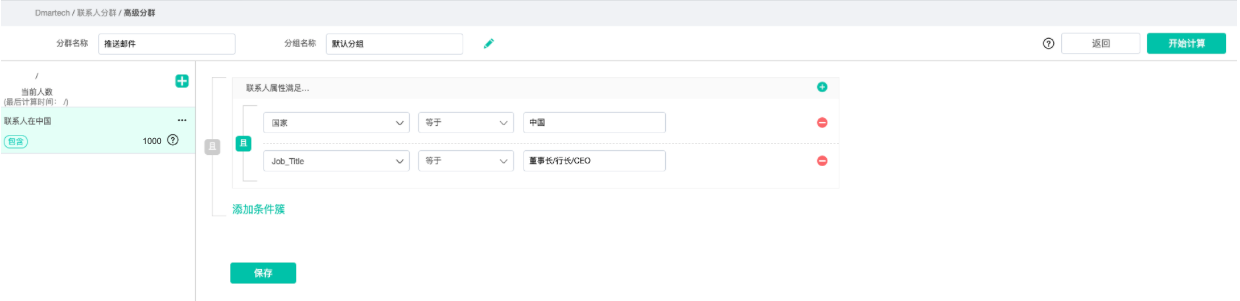 Dmartech / 联系人分群 / 高级分群
分群名称 推送邮件 分组名称 默认分组 返回 开始计算
/
当前人数
(最后计算时间： /)
联系人在中国
包含 1000
联系人属性满足...
且
且
国家 等于 中国
Job_Title 等于 董事长/行长/CEO
添加条件簇
保存